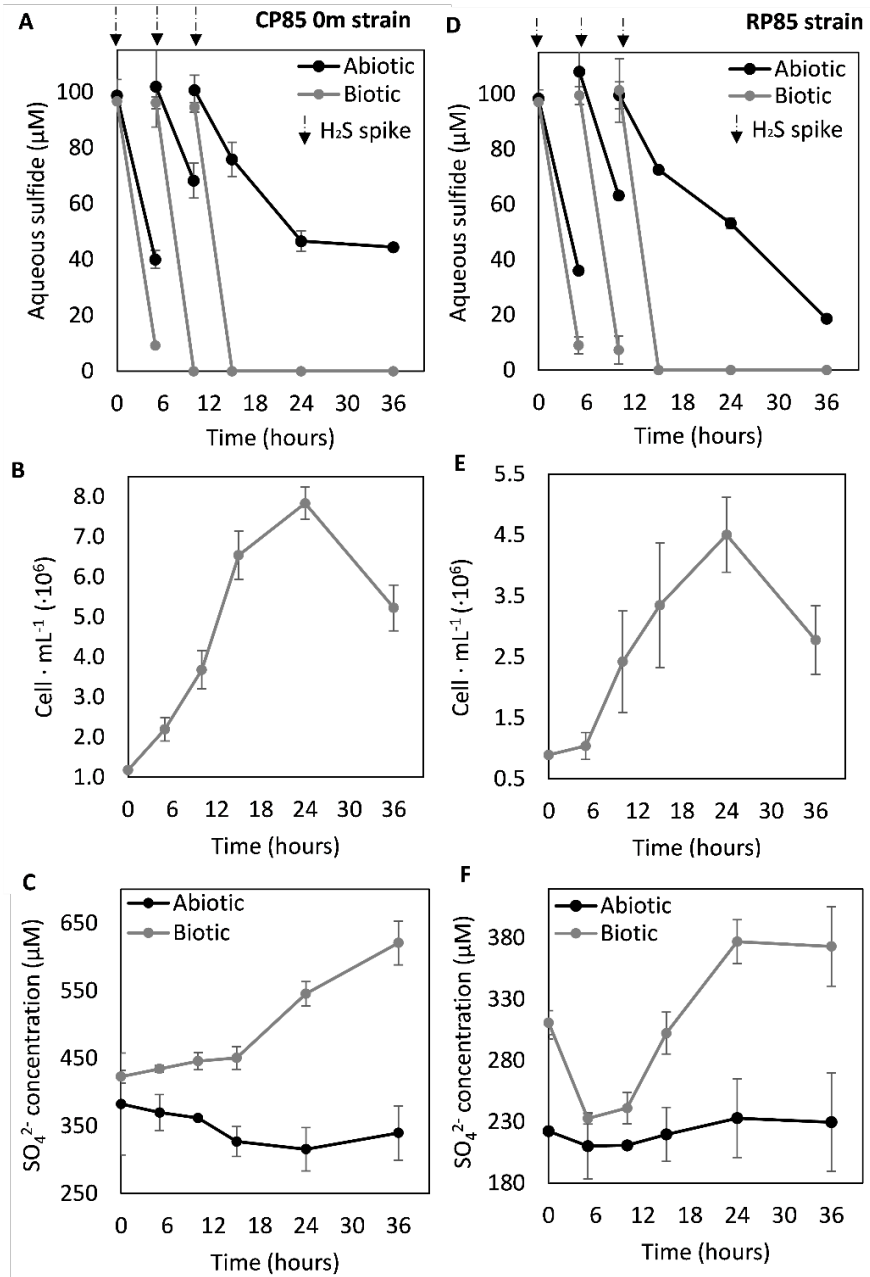 CP85 0m strain
A
Abiotic
Biotic
H₂S spike
Aqueous sulfide (µM)
100
80
60
40
20
0
0 6 12 18 24 30 36
Time (hours)
D
RP85 strain
Abiotic
Biotic
H₂S spike
Aqueous sulfide (µM)
100
80
60
40
20
0
0 6 12 18 24 30 36
Time (hours)
B
Cell · mL⁻¹ (·10⁶)
8.0
7.0
6.0
5.0
4.0
3.0
2.0
1.0
0 6 12 18 24 30 36
Time (hours)
E
Cell · mL⁻¹ (·10⁶)
5.5
4.5
3.5
2.5
1.5
0.5
0 6 12 18 24 30 36
Time (hours)
C
Abiotic
Biotic
SO₄²⁻ concentration (µM)
650
550
450
350
250
0 6 12 18 24 30 36
Time (hours)
F
Abiotic
Biotic
SO₄²⁻ concentration (µM)
380
330
280
230
180
0 6 12 18 24 30 36
Time (hours)